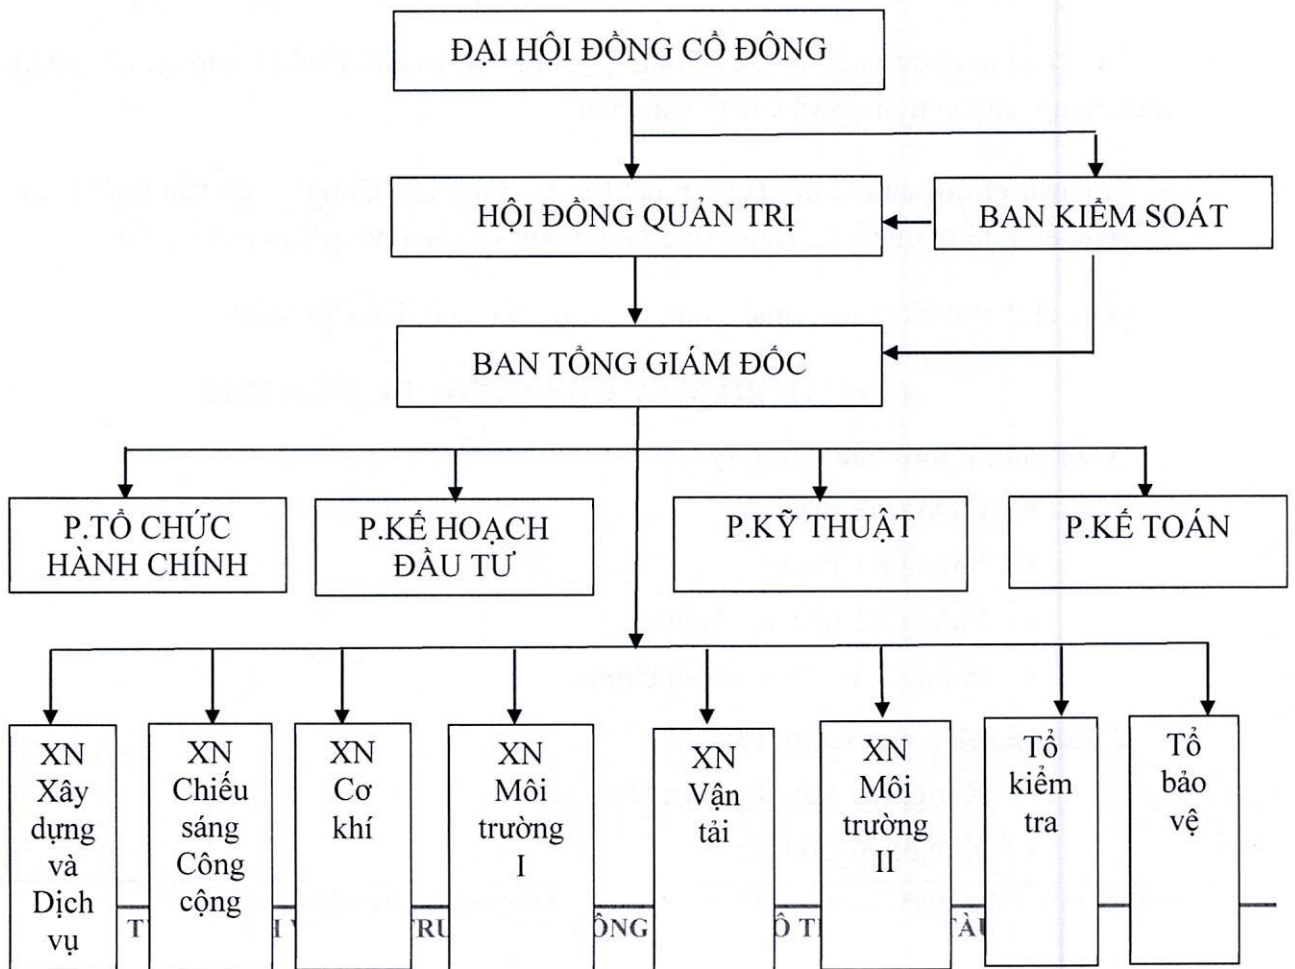 ĐẠI HỘI ĐỒNG CỔ ĐÔNG
HỘI ĐỒNG QUẢN TRỊ
BAN KIỂM SOÁT
BAN TỔNG GIÁM ĐỐC
P.TỔ CHỨC
HÀNH CHÍNH
P.KẾ HOẠCH
ĐẦU TƯ
P.KỸ THUẬT
P.KẾ TOÁN
XN
Xây
dựng
và
Dịch
vụ
XN
Chiếu
sáng
Công
cộng
XN
Cơ
khí
XN
Môi
trường
I
XN
Vận
tải
XN
Môi
trường
II
Tổ
kiểm
tra
Tổ
bảo
vệ